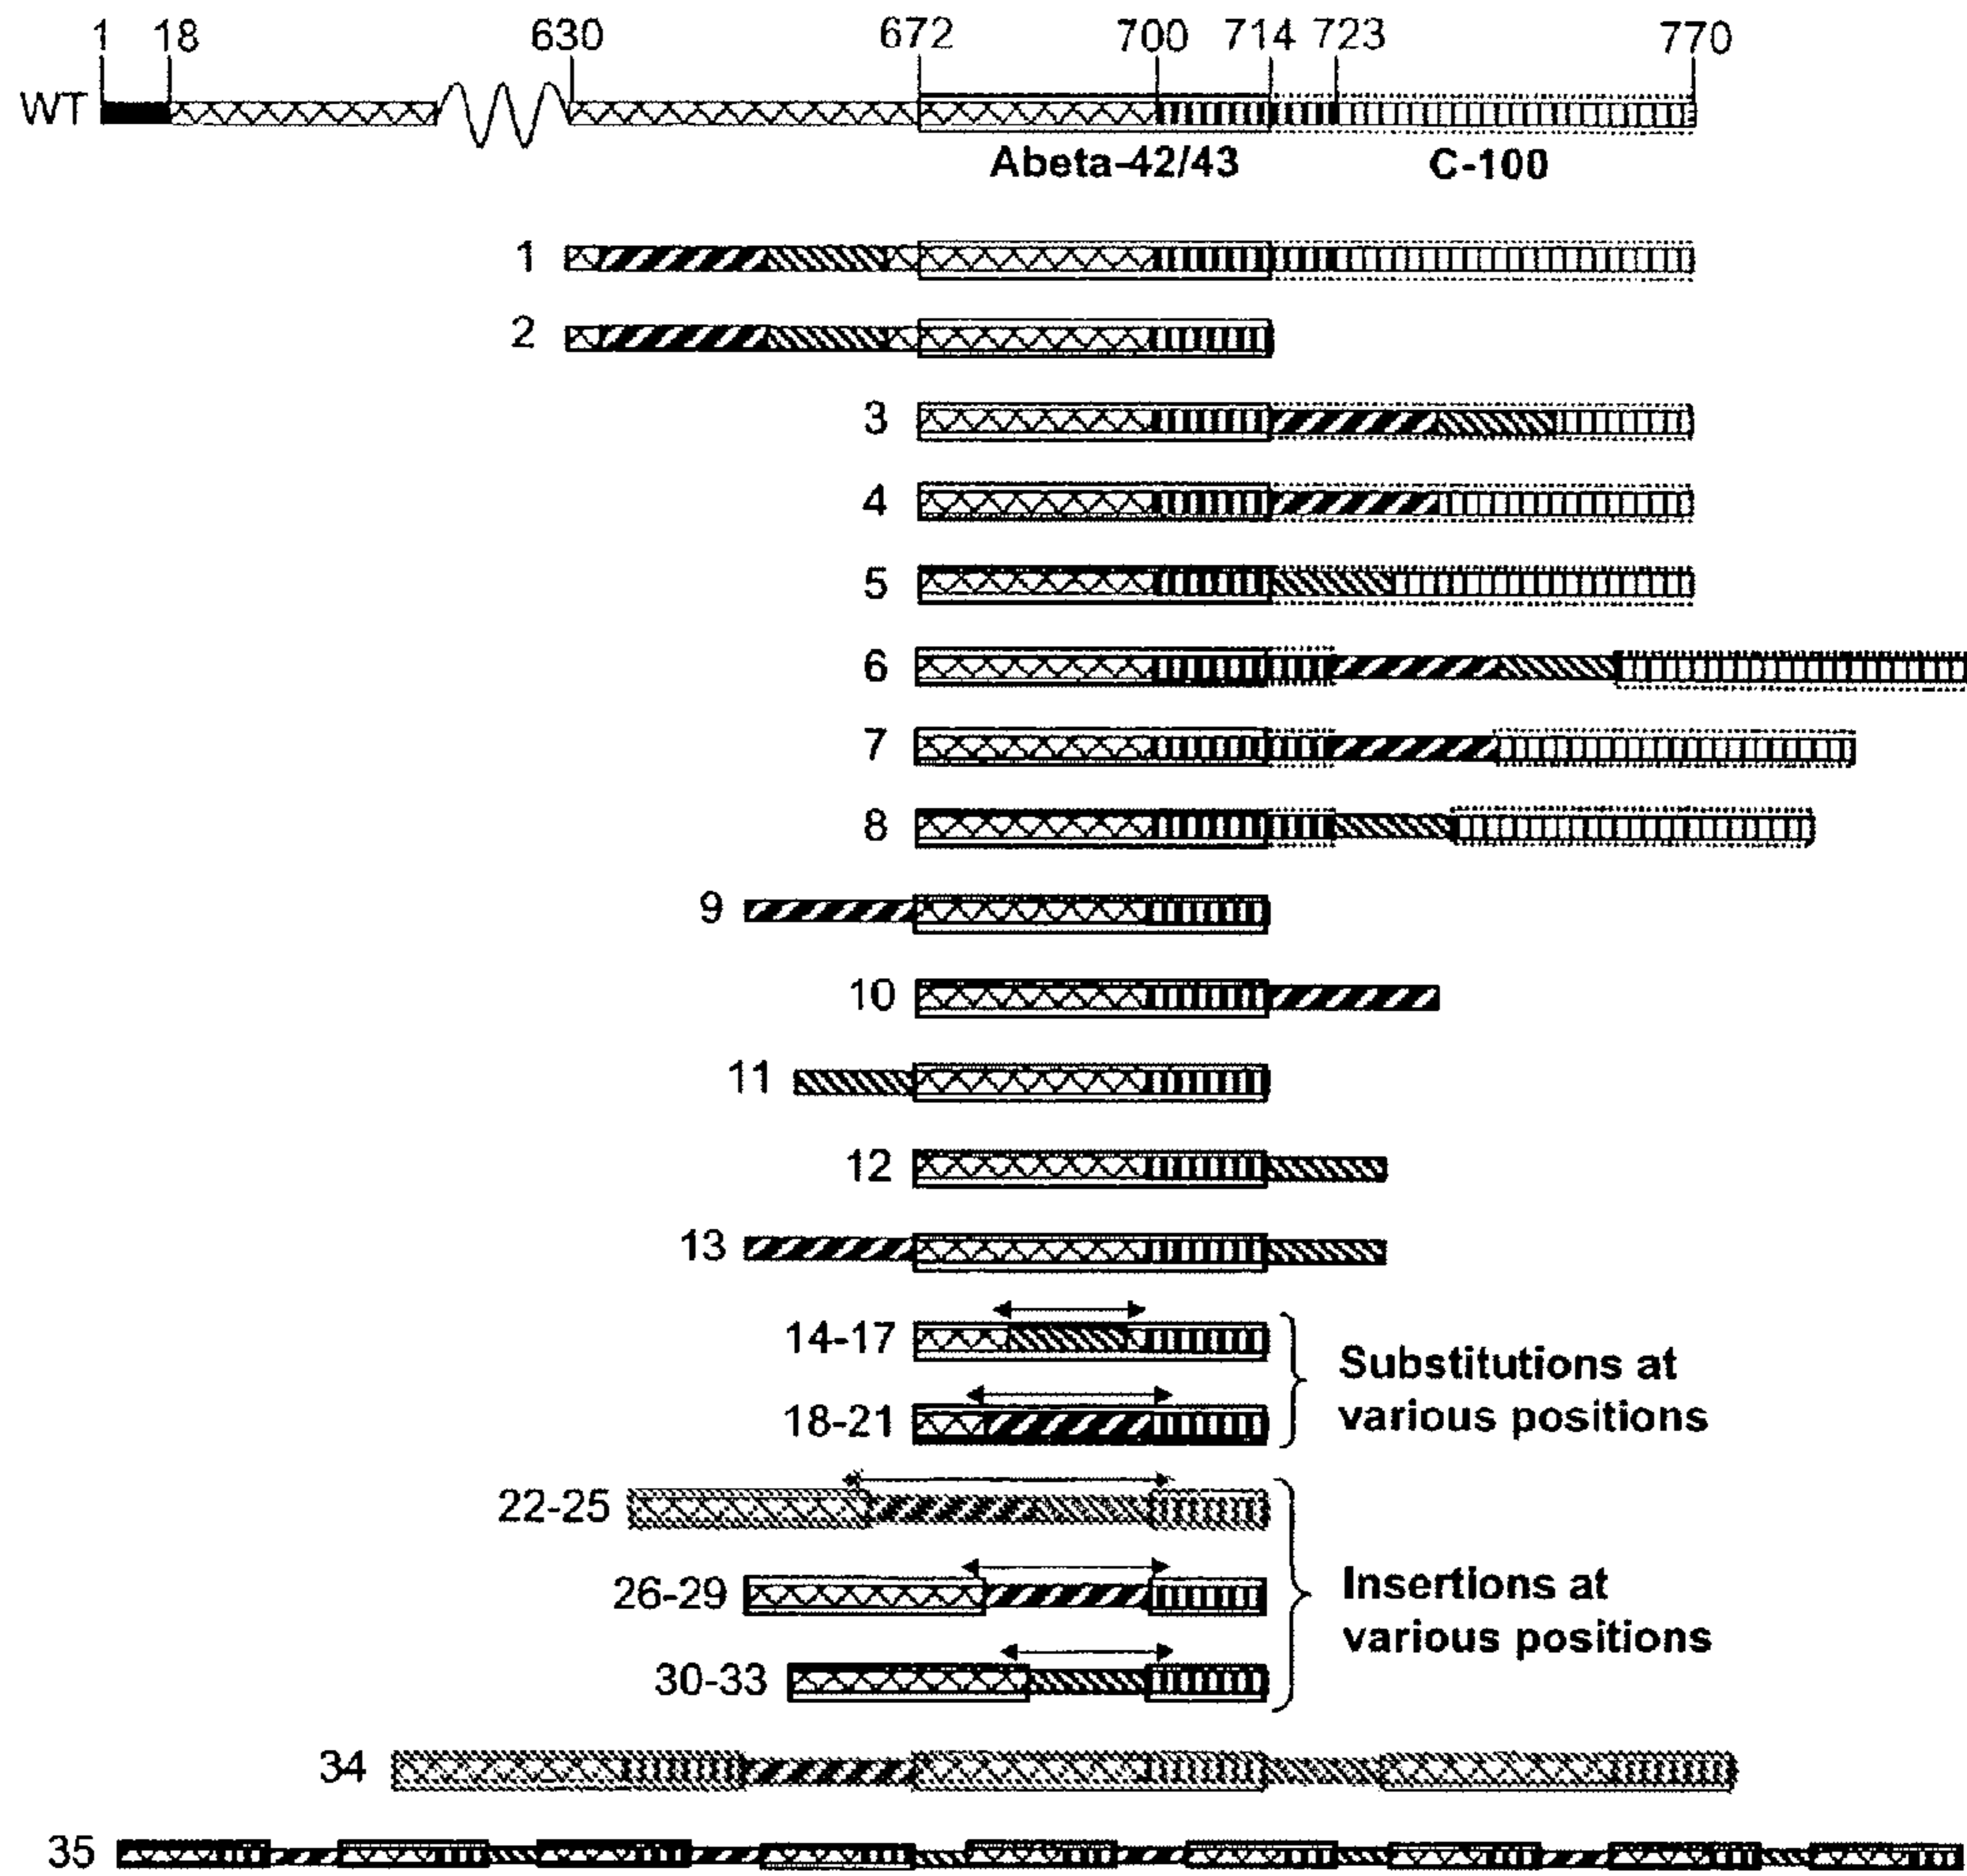 1 18 630 672 700 714 723 770
WT
Abeta-42/43 C-100
1
2
3
4
5
6
7
8
9
10
11
12
13
14-17
Substitutions at
various positions
18-21
22-25
26-29
Insertions at
various positions
30-33
34
35